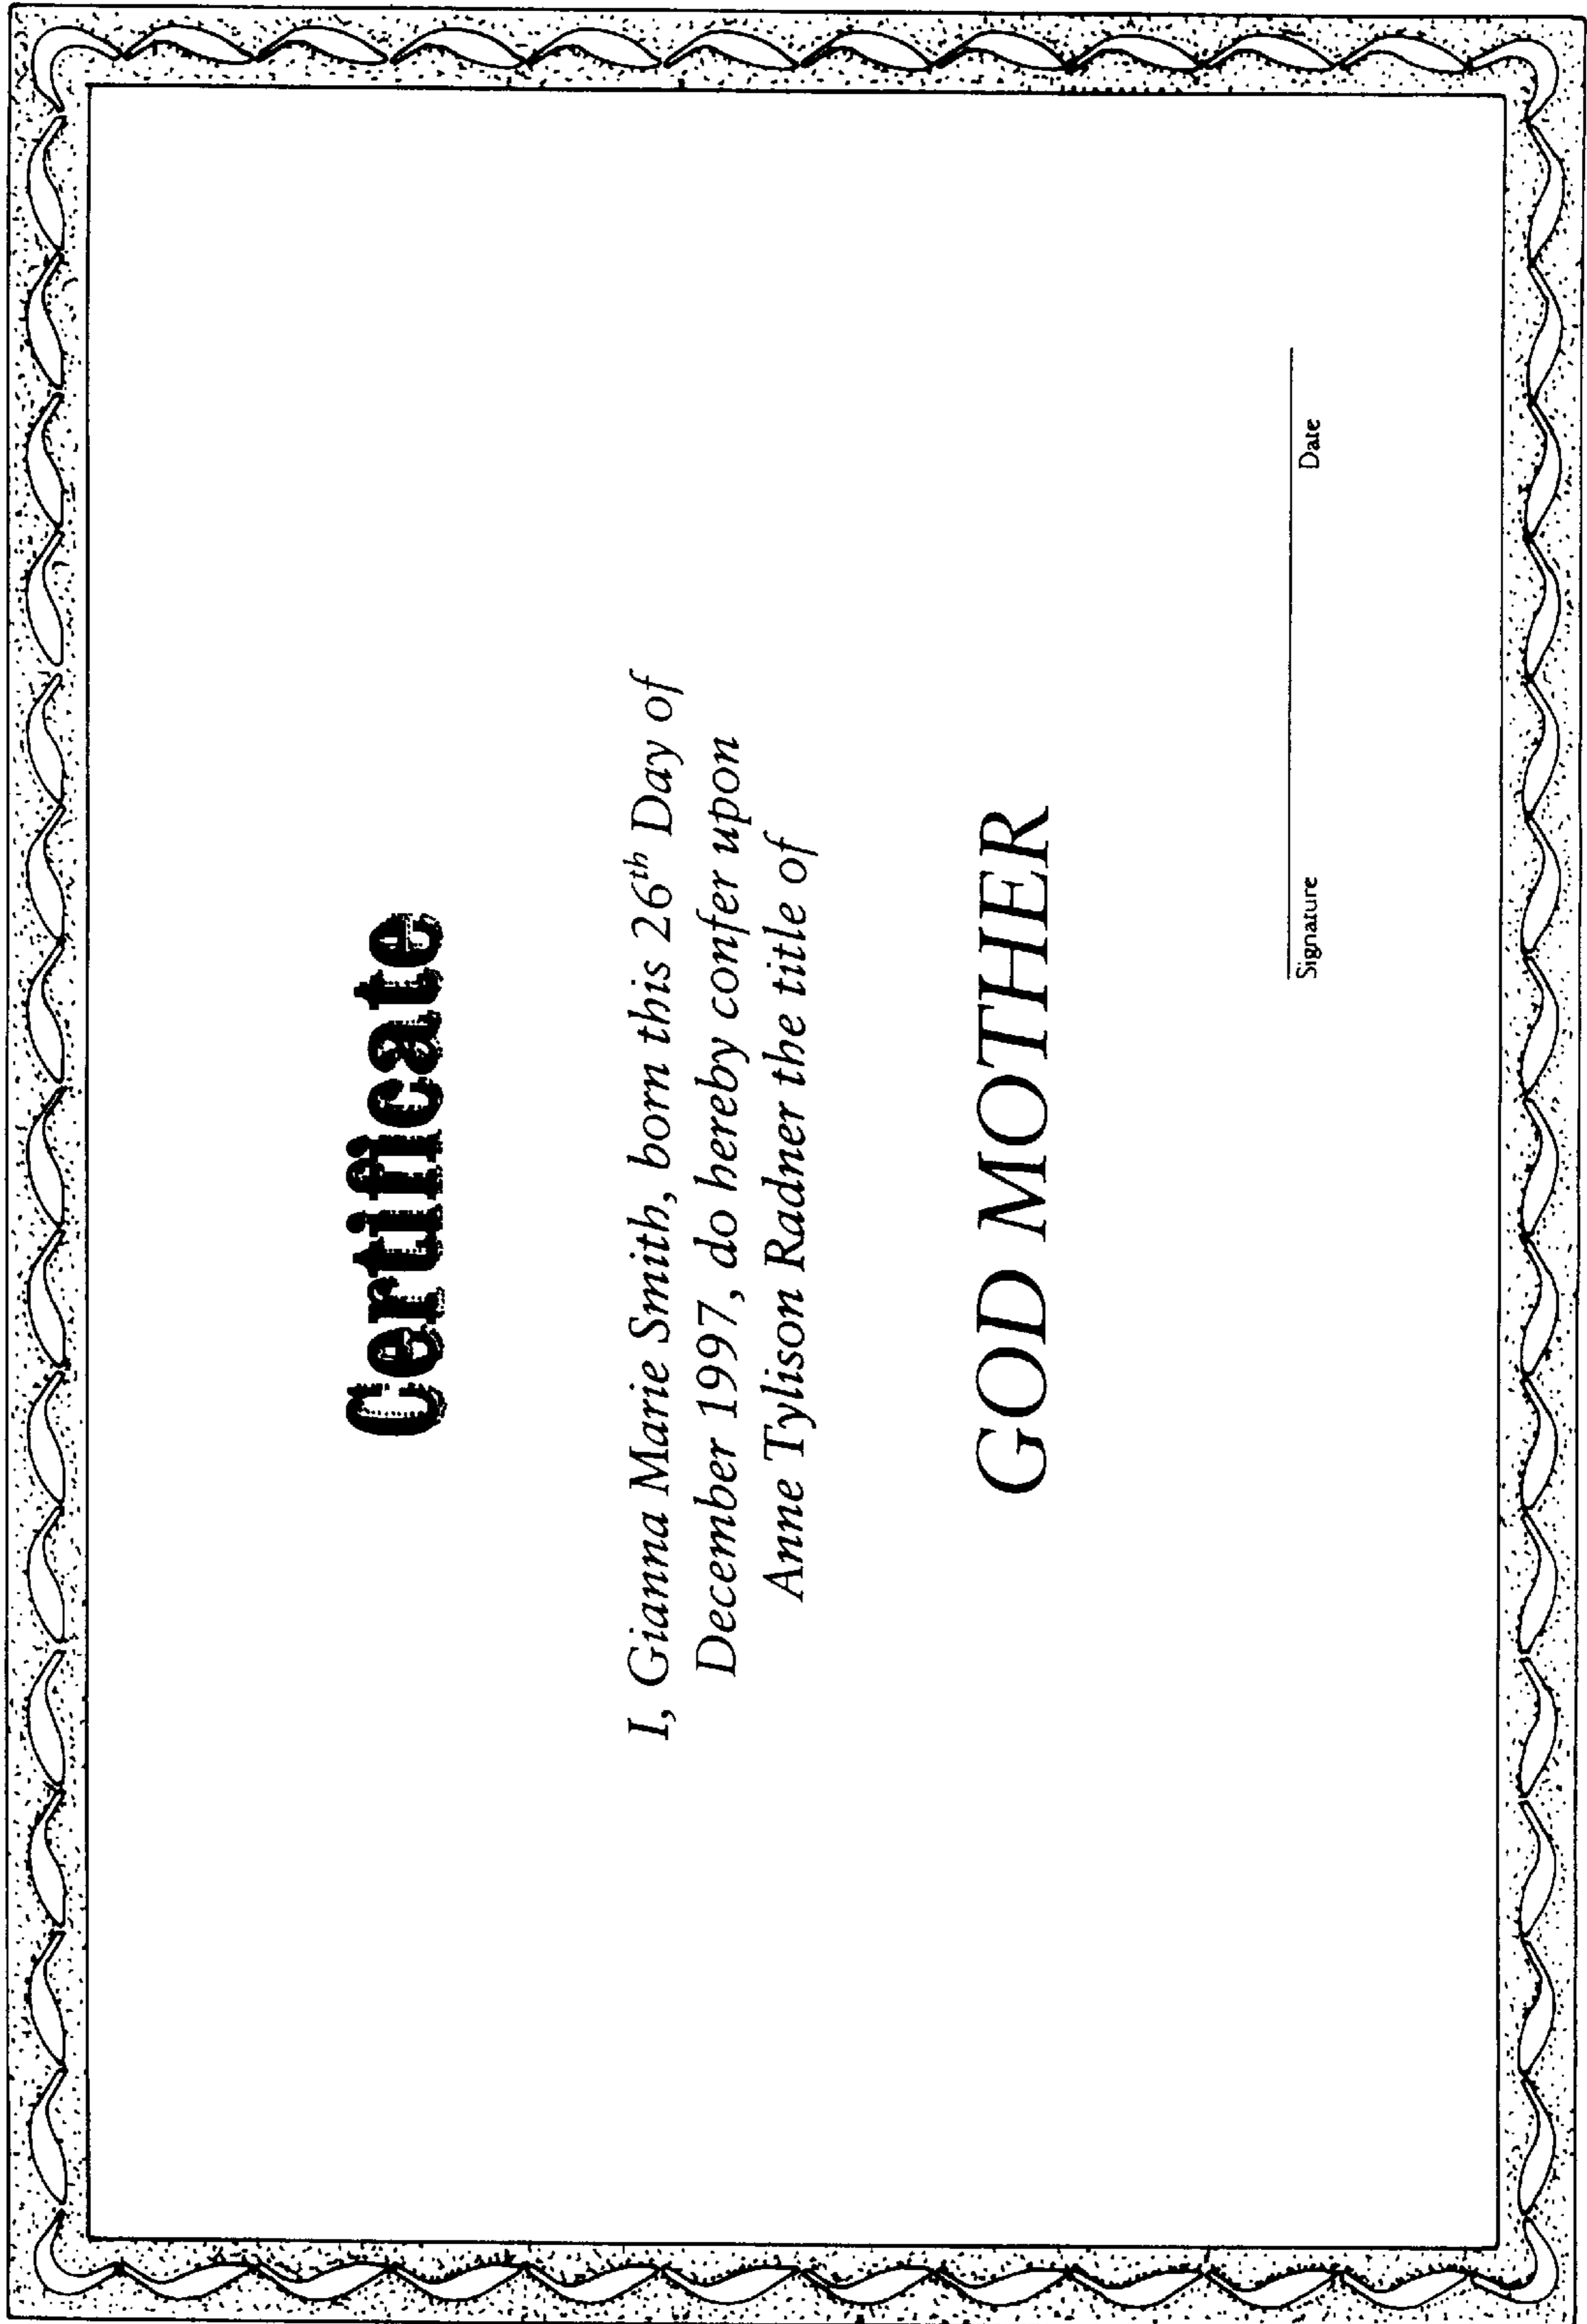 Certificate
I, Gianna Marie Smith, born this 26th Day of
December 1997, do hereby confer upon
Anne Tylison Radner the title of
GOD MOTHER
Signature Date